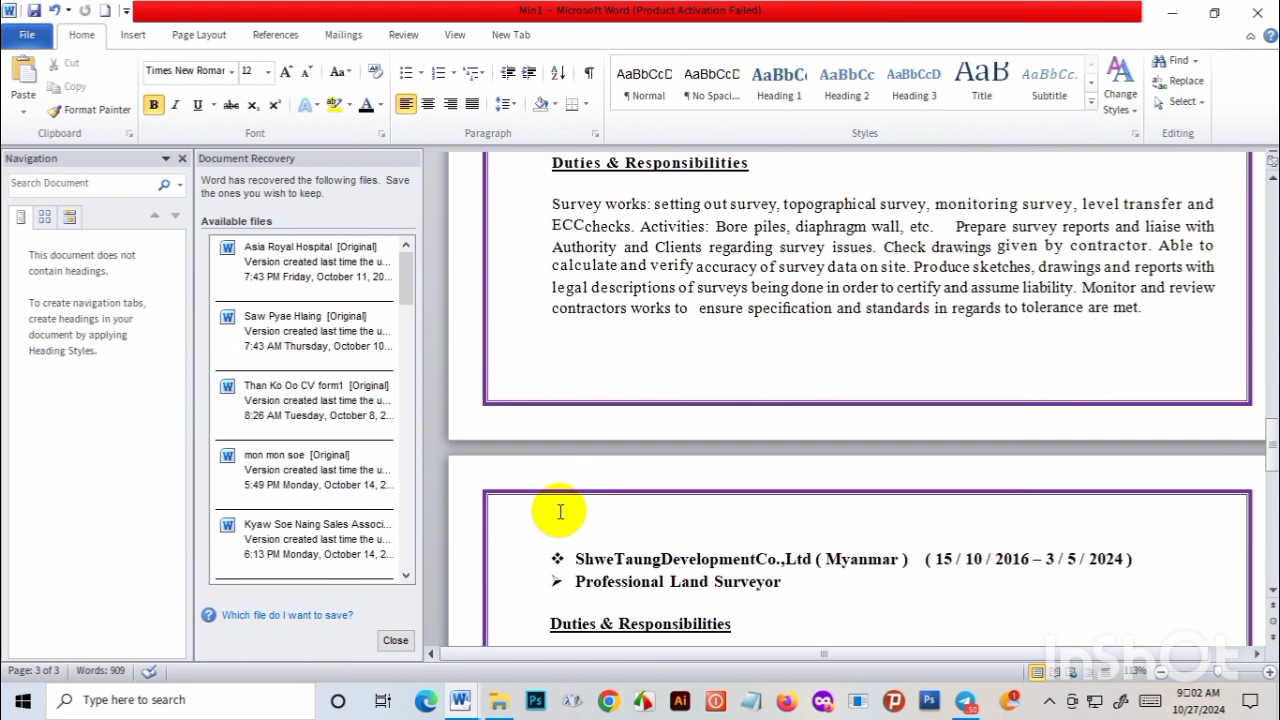 Min1 – Microsoft Word (Product Activation Failed)
File Home Insert Page Layout References Mailings Review View New Tab
Cut
Copy
Paste
Format Painter
Clipboard
Times New Romar 12
B I U abc X₂ X²
Font
Paragraph
AaBbCcD AaBbCcD AaBbC AaBbCc AaBbCcD AaB AaBbCc.
¶ Normal ¶ No Spaci... Heading 1 Heading 2 Heading 3 Title Subtitle
Change Styles
Styles
Find
Replace
Select
Editing
Navigation
Search Document
This document does not
contain headings.
To create navigation tabs,
create headings in your
document by applying
Heading Styles.
Document Recovery
Word has recovered the following files. Save
the ones you wish to keep.
Available files
Asia Royal Hospital [Original]
Version created last time the u...
7:43 PM Friday, October 11, 20...
Saw Pyae Hlaing [Original]
Version created last time the u...
7:43 AM Thursday, October 10...
Than Ko Oo CV form1 [Original]
Version created last time the u...
8:26 AM Tuesday, October 8, 2...
mon mon soe [Original]
Version created last time the u...
5:49 PM Monday, October 14, 2...
Kyaw Soe Naing Sales Associ...
Version created last time the u...
6:13 PM Monday, October 14, 2...
Which file do I want to save?
Close
Duties & Responsibilities
Survey works: setting out survey, topographical survey, monitoring survey, level transfer and
ECC checks. Activities: Bore piles, diaphragm wall, etc. Prepare survey reports and liaise with
Authority and Clients regarding survey issues. Check drawings given by contractor. Able to
calculate and verify accuracy of survey data on site. Produce sketches, drawings and reports with
legal descriptions of surveys being done in order to certify and assume liability. Monitor and review
contractors works to ensure specification and standards in regards to tolerance are met.
❖ ShweTaungDevelopmentCo.,Ltd ( Myanmar ) ( 15 / 10 / 2016 – 3 / 5 / 2024 )
➢ Professional Land Surveyor
Duties & Responsibilities
InShOt
Page: 3 of 3 Words: 909 113%
Type here to search
9:02 AM
10/27/2024